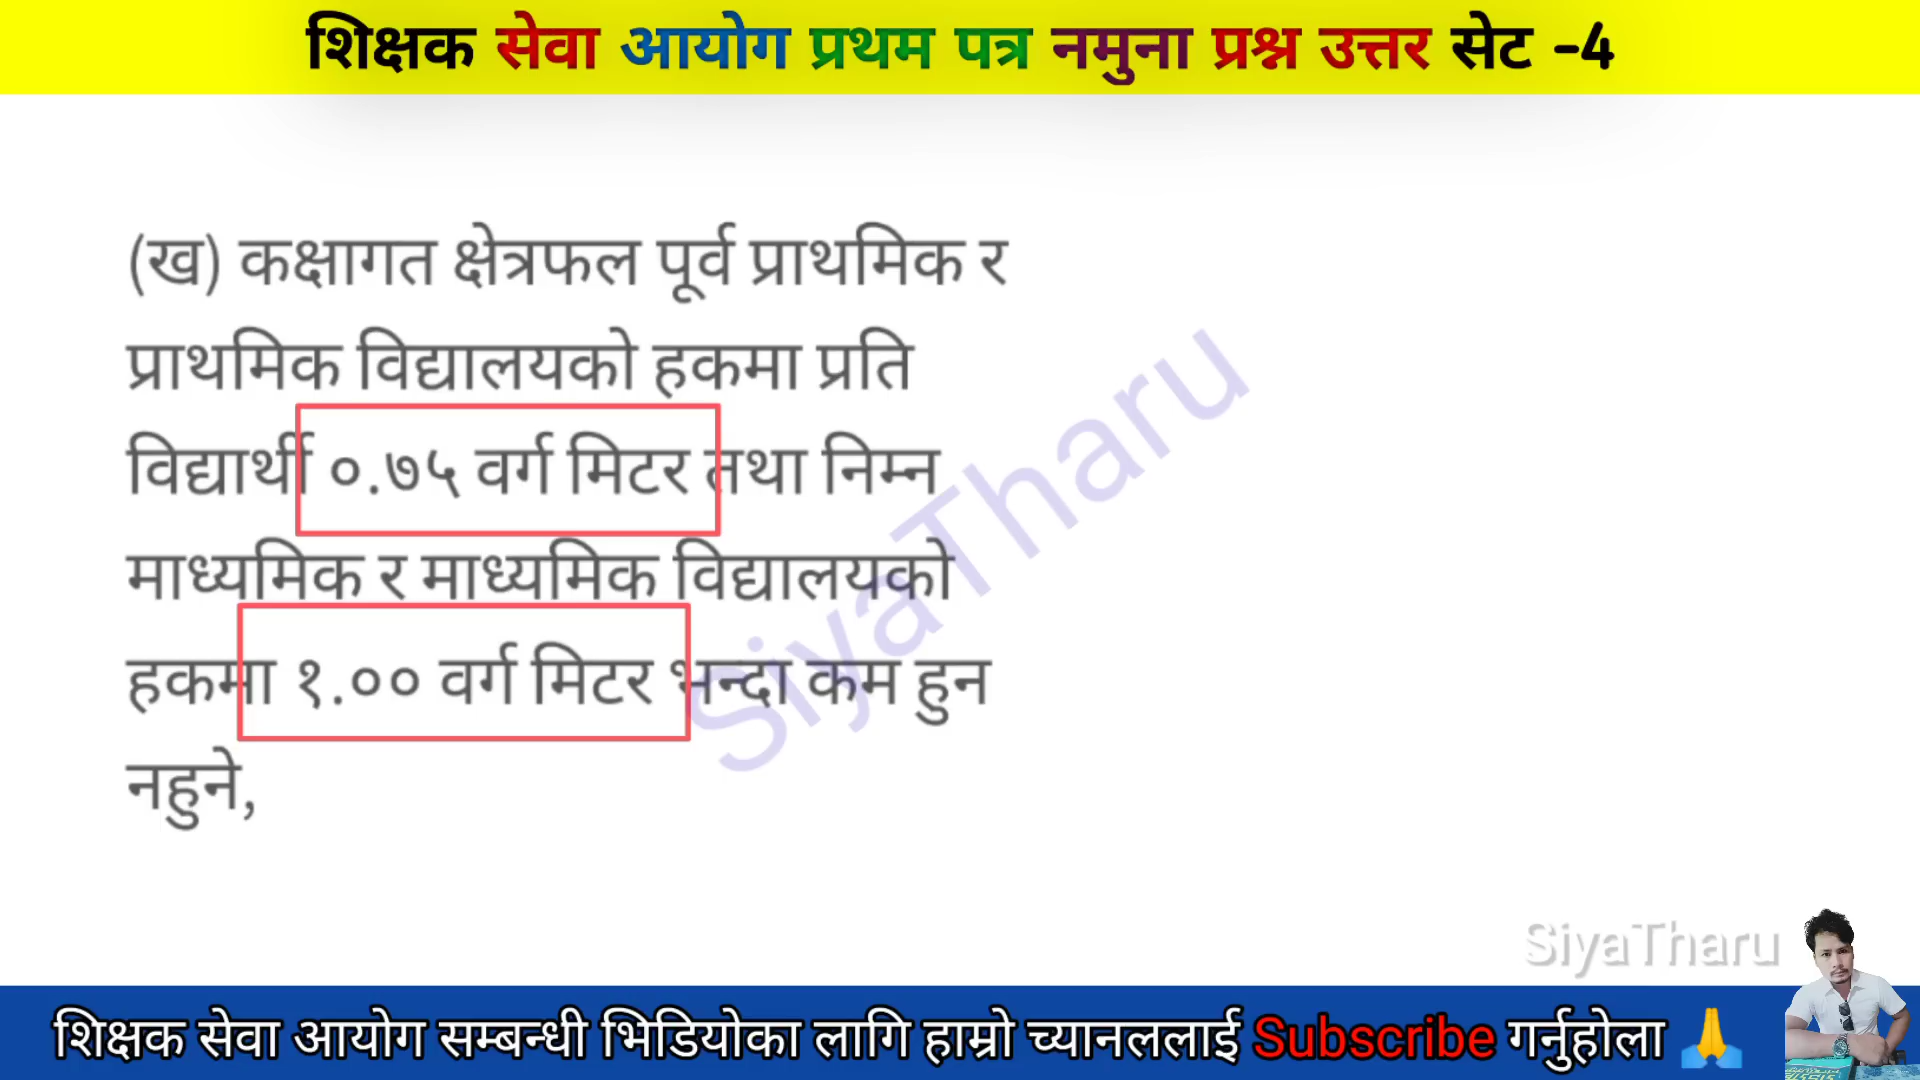 शिक्षक सेवा आयोग प्रथम पत्र नमुना प्रश्न उत्तर सेट -4
(ख) कक्षागत क्षेत्रफल पूर्व प्राथमिक र
प्राथमिक विद्यालयको हकमा प्रति
विद्यार्थी ०.७५ वर्ग मिटर तथा निम्न
माध्यमिक र माध्यमिक विद्यालयको
हकमा १.०० वर्ग मिटर भन्दा कम हुन
नहुने,
SiyaTharu
SiyaTharu
शिक्षक सेवा आयोग सम्बन्धी भिडियोका लागि हाम्रो च्यानललाई Subscribe गर्नुहोला 🙏